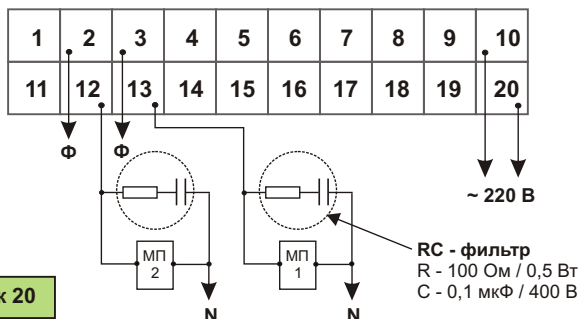 1 2 3 4 5 6 7 8 9 10
11 12 13 14 15 16 17 18 19 20
Ф Ф
~ 220 В
МП
2
МП
1
RC - фильтр
R - 100 Ом / 0,5 Вт
С - 0,1 мкФ / 400 В
к 20
N N